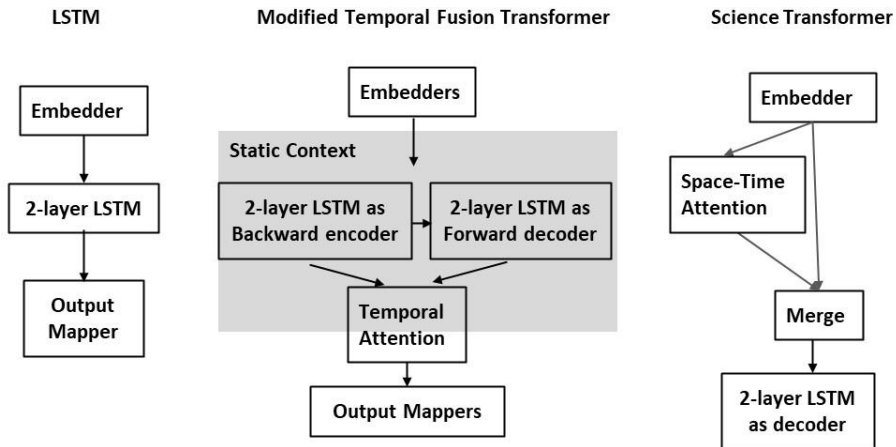 LSTM
Embedder
2-layer LSTM
Output
Mapper
Modified Temporal Fusion Transformer
Embedders
Static Context
2-layer LSTM as
Backward encoder
2-layer LSTM as
Forward decoder
Temporal
Attention
Output Mappers
Science Transformer
Embedder
Space-Time
Attention
Merge
2-layer LSTM
as decoder